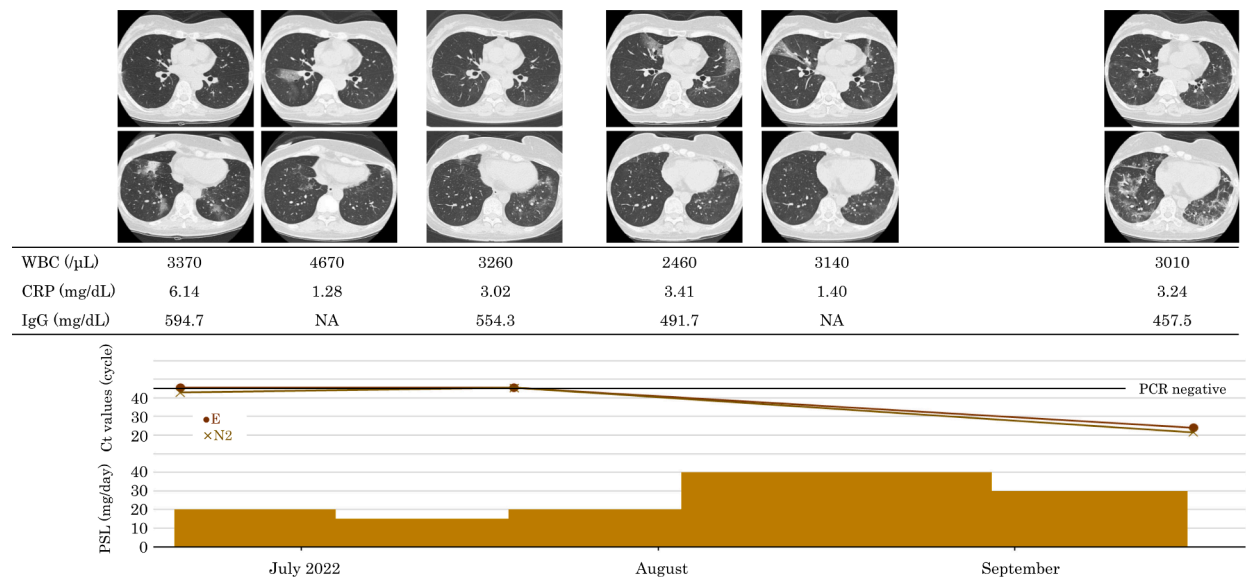 WBC (/µL) 3370 4670 3260 2460 3140 3010
CRP (mg/dL) 6.14 1.28 3.02 3.41 1.40 3.24
IgG (mg/dL) 594.7 NA 554.3 491.7 NA 457.5
Ct values (cycle)
PCR negative
40
30
20
E
N2
PSL (mg/day)
40
30
20
10
0
July 2022 August September